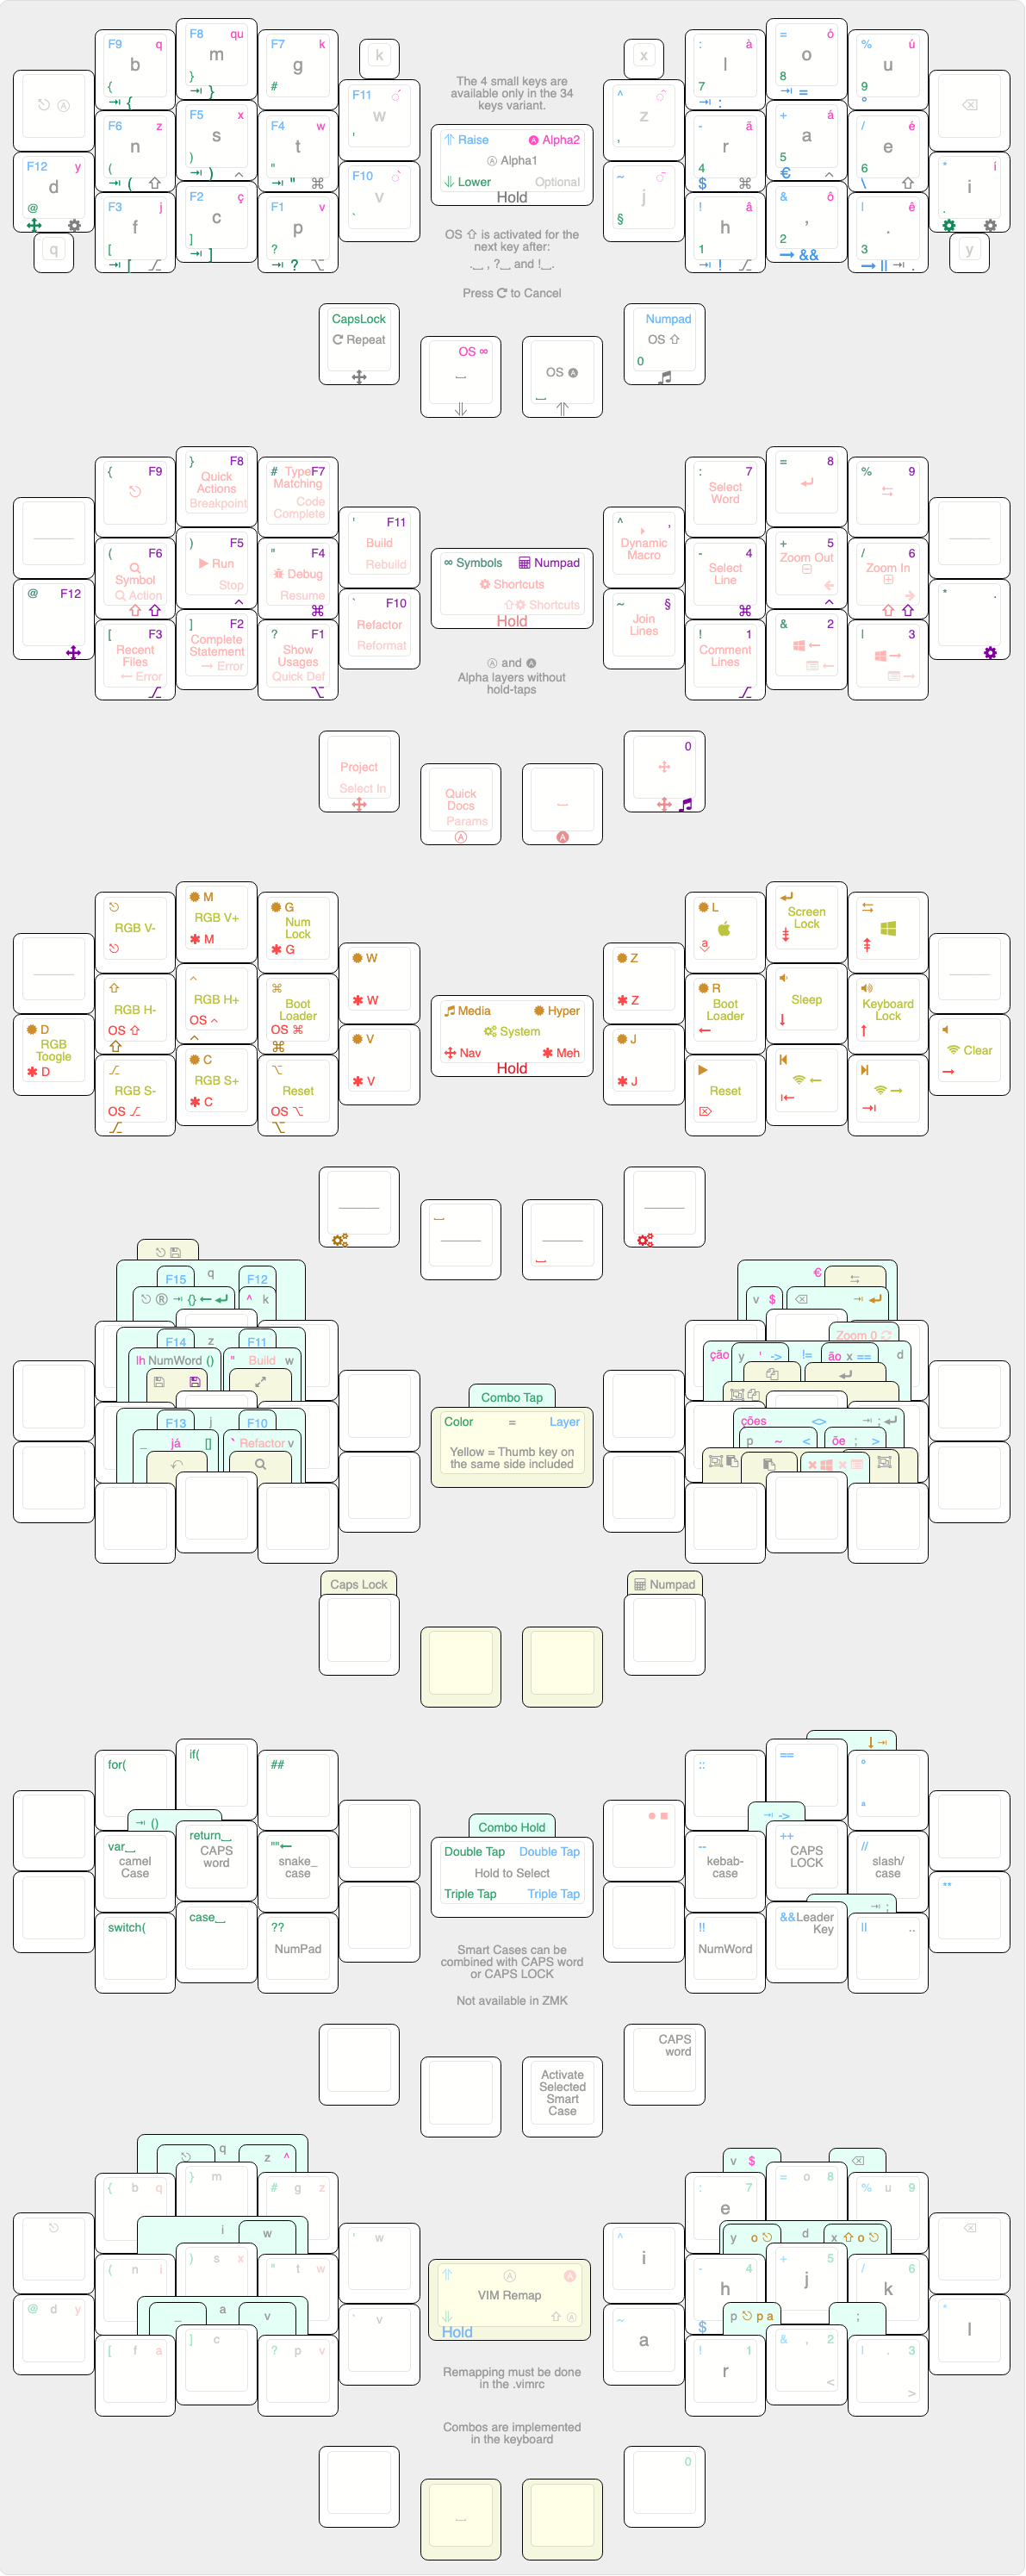 F9 q
b
{
⇥ {
F8 qu
m
}
⇥ }
F7 k
g
#
k
The 4 small keys are
available only in the 34
keys variant.
x
: à
l
7
⇥ :
= ó
o
8
⇥ =
% ú
u
9
°
F12 y
d
@
F6 z
n
(
⇥ (
F5 x
s
)
⇥ ) ^
F4 w
t
"
⇥ " ⌘
F11
w
'
F10
v
`
Raise Alpha2
Alpha1
Lower Optional
Hold
^
z
,
~
j
§
- ä
r
4
$ ⌘
+ á
a
5
€ ^
/ é
e
6
\ ⇧
* í
i
.
q
F3 j
f
[
⇥ [ ⌥
F2 ç
c
]
⇥ ]
F1 v
p
?
⇥ ? ⌥
OS ⇧ is activated for the
next key after:
.⎵ , ?⎵ and !⎵.
Press to Cancel
! â
h
1
⇥ ! ⌥
& ô
,
2
→ &&
| ê
.
3
→ || ⇥ .
y
CapsLock
Repeat
OS ∞
⎵
OS A
⎵
Numpad
OS ⇧
0
{ F9
} F8
Quick
Actions
Breakpoint
# Type F7
Matching
Code
Complete
: 7
Select
Word
= 8
% 9
@ F12
( F6
Symbol
Action
) F5
Run
Stop
^
" F4
Debug
Resume
⌘
' F11
Build
Rebuild
` F10
Refactor
Reformat
∞ Symbols Numpad
Shortcuts
Shortcuts
Hold
^ ,
Dynamic
Macro
~ §
Join
Lines
- 4
Select
Line
⌘
+ 5
Zoom Out
^
/ 6
Zoom In
* .
[ F3
Recent
Files
← Error
] F2
Complete
Statement
→ Error
? F1
Show
Usages
Quick Def
⌥
Ⓐ and A
Alpha layers without
hold-taps
! 1
Comment
Lines
⌥
& 2
| 3
Project
Select In
Quick
Docs
Params
Ⓐ
⎵
A
0
RGB V-
M
RGB V+
✱ M
G
Num
Lock
✱ G
L
a
Screen
Lock
D
RGB
Toogle
✱ D
RGB H-
OS ⇧
^
RGB H+
OS ^
^
⌘
Boot
Loader
OS ⌘
⌘
W
✱ W
V
✱ V
Media Hyper
System
Nav ✱ Meh
Hold
Z
✱ Z
J
✱ J
R
Boot
Loader
←
Sleep
↓
Keyboard
Lock
↑
Clear
→
RGB S-
OS ⌥
C
RGB S+
✱ C
⌥
Reset
OS ⌥
⌥
Reset
←
→
⎵
⎵
F15 q F12
® ⇥ {} ← ↵ ^ k
F14 z F11
lh NumWord () " Build w
F13 j F10
_ já [] ` Refactor v
Combo Tap
Color = Layer
Yellow = Thumb key on
the same side included
€
v $
Zoom 0
ção y ' -> != ão x == d
ções <> ⇥ ; ↵
p ~ < õe ; >
Caps Lock
Numpad
for(
if(
##
::
==
↓ ⇥
°
ª
⇥ ()
var⎵
camel
Case
return⎵
CAPS
word
""←
snake_
case
Combo Hold
Double Tap Double Tap
Hold to Select
Triple Tap Triple Tap
⇥ ->
--
kebab-
case
++
CAPS
LOCK
//
slash/
case
**
switch(
case⎵
??
NumPad
Smart Cases can be
combined with CAPS word
or CAPS LOCK
Not available in ZMK
!!
NumWord
&& Leader
Key
⇥ ;
|| ..
Activate
Selected
Smart
Case
CAPS
word
q z ^
{ b q
} m
# g z
v $
: 7
e
= o 8
% u 9
i w
@ d y
( n i
) s x
" t w
' w
` v
Ⓐ A
VIM Remap
⇧ Ⓐ
Hold
^
i
~
a
y o d x ⇧ o
- 4
h
$
+ 5
j
/ 6
k
*
l
_ a v
[ f a
] c
? p v
Remapping must be done
in the .vimrc
Combos are implemented
in the keyboard
p p a ;
! 1
r
& , 2
<
| . 3
>
⎵
0